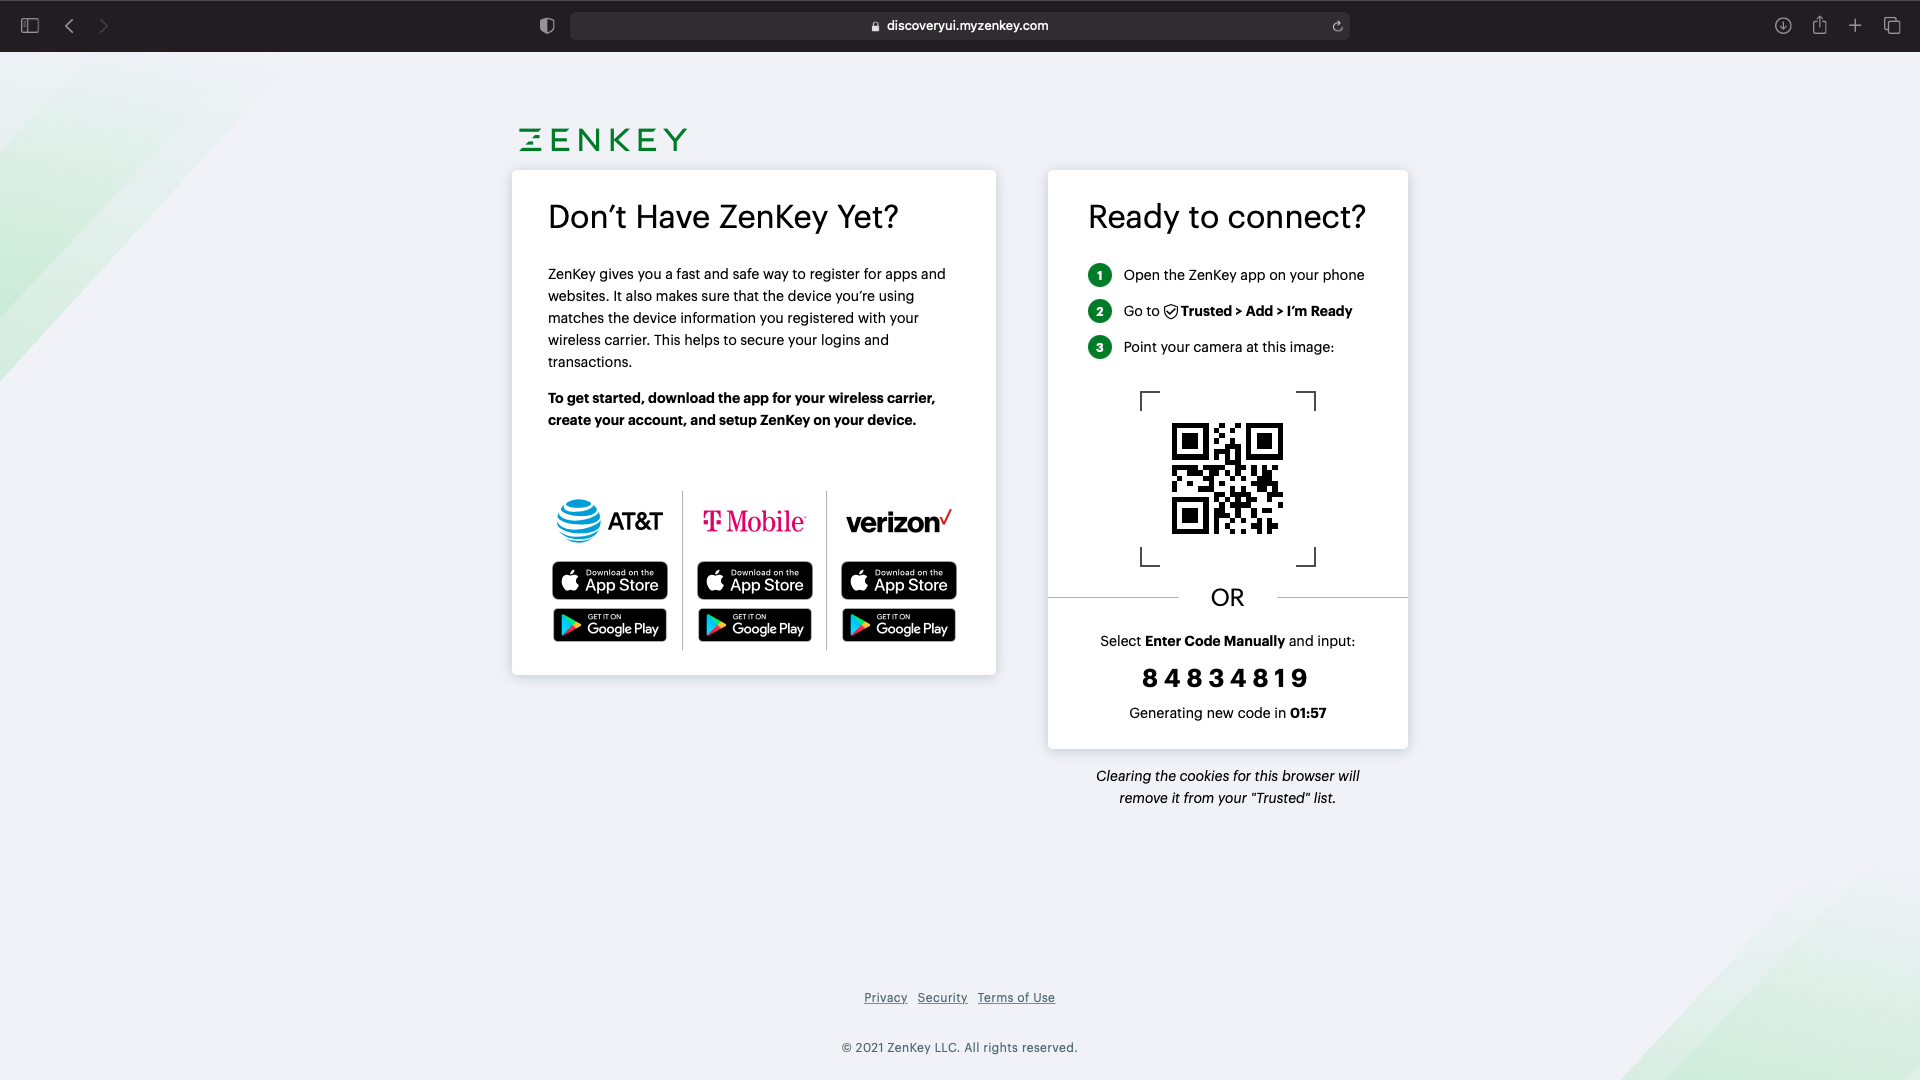 discoveryui.myzenkey.com
ZENKEY
Don’t Have ZenKey Yet?
ZenKey gives you a fast and safe way to register for apps and
websites. It also makes sure that the device you’re using
matches the device information you registered with your
wireless carrier. This helps to secure your logins and
transactions.
To get started, download the app for your wireless carrier,
create your account, and setup ZenKey on your device.
AT&T
T Mobile
verizon
Download on the
App Store
GET IT ON
Google Play
Download on the
App Store
GET IT ON
Google Play
Download on the
App Store
GET IT ON
Google Play
Ready to connect?
1 Open the ZenKey app on your phone
2 Go to Trusted > Add > I’m Ready
3 Point your camera at this image:
OR
Select Enter Code Manually and input:
84834819
Generating new code in 01:57
Clearing the cookies for this browser will
remove it from your "Trusted" list.
Privacy Security Terms of Use
© 2021 ZenKey LLC. All rights reserved.